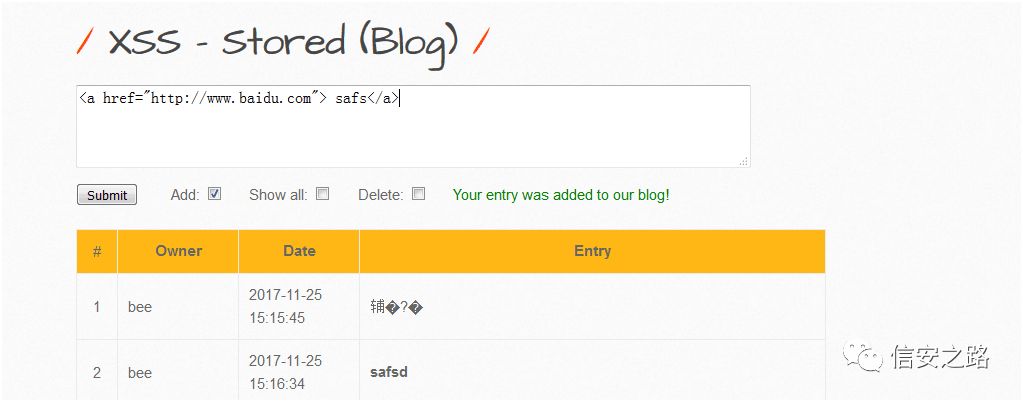 / XSS - Stored (Blog) /
<a href="http://www.baidu.com"> safs</a>
Submit Add: Show all: Delete: Your entry was added to our blog!
# Owner Date Entry
1 bee 2017-11-25 15:15:45 辅�?�
2 bee 2017-11-25 15:16:34 safsd
信安之路